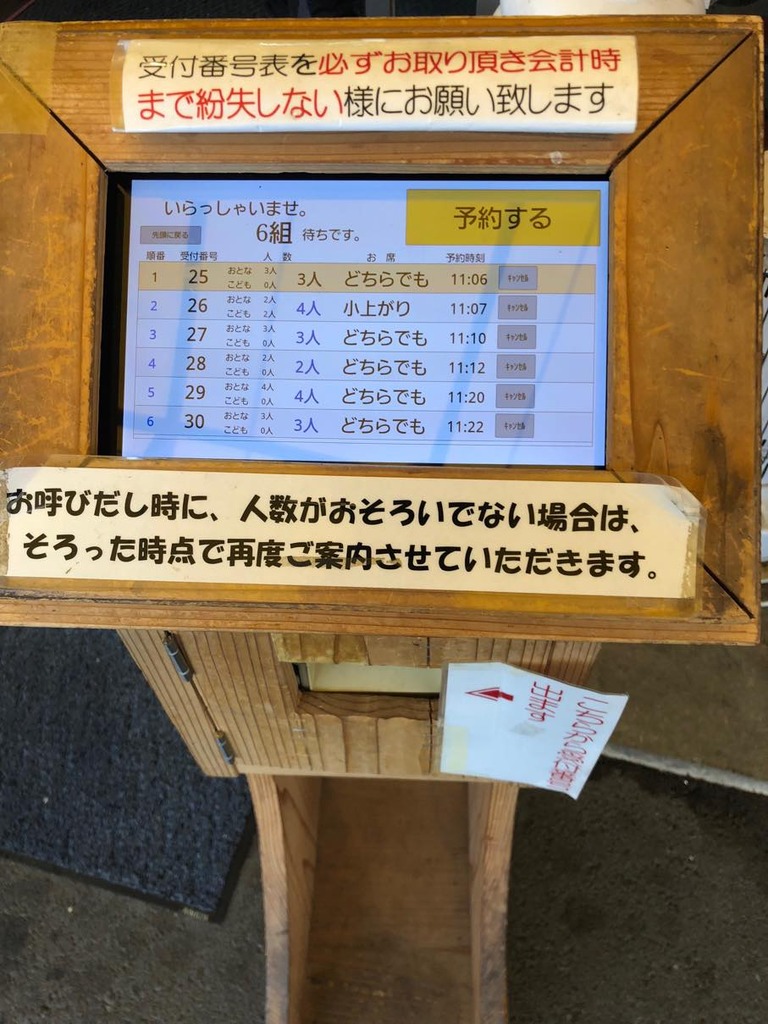 受付番号表を必ずお取り頂き会計時
まで紛失しない様にお願い致します
いらっしゃいませ。
予約する
先頭に戻る
6組 待ちです。
順番 受付番号 人 数 お 席 予約時刻
1 25 おとな 3人 こども 0人 3人 どちらでも 11:06 キャンセル
2 26 おとな 2人 こども 2人 4人 小上がり 11:07 キャンセル
3 27 おとな 3人 こども 0人 3人 どちらでも 11:10 キャンセル
4 28 おとな 2人 こども 0人 2人 どちらでも 11:12 キャンセル
5 29 おとな 4人 こども 0人 4人 どちらでも 11:20 キャンセル
6 30 おとな 3人 こども 0人 3人 どちらでも 11:22 キャンセル
お呼びだし時に、人数がおそろいでない場合は、
そろった時点で再度ご案内させていただきます。